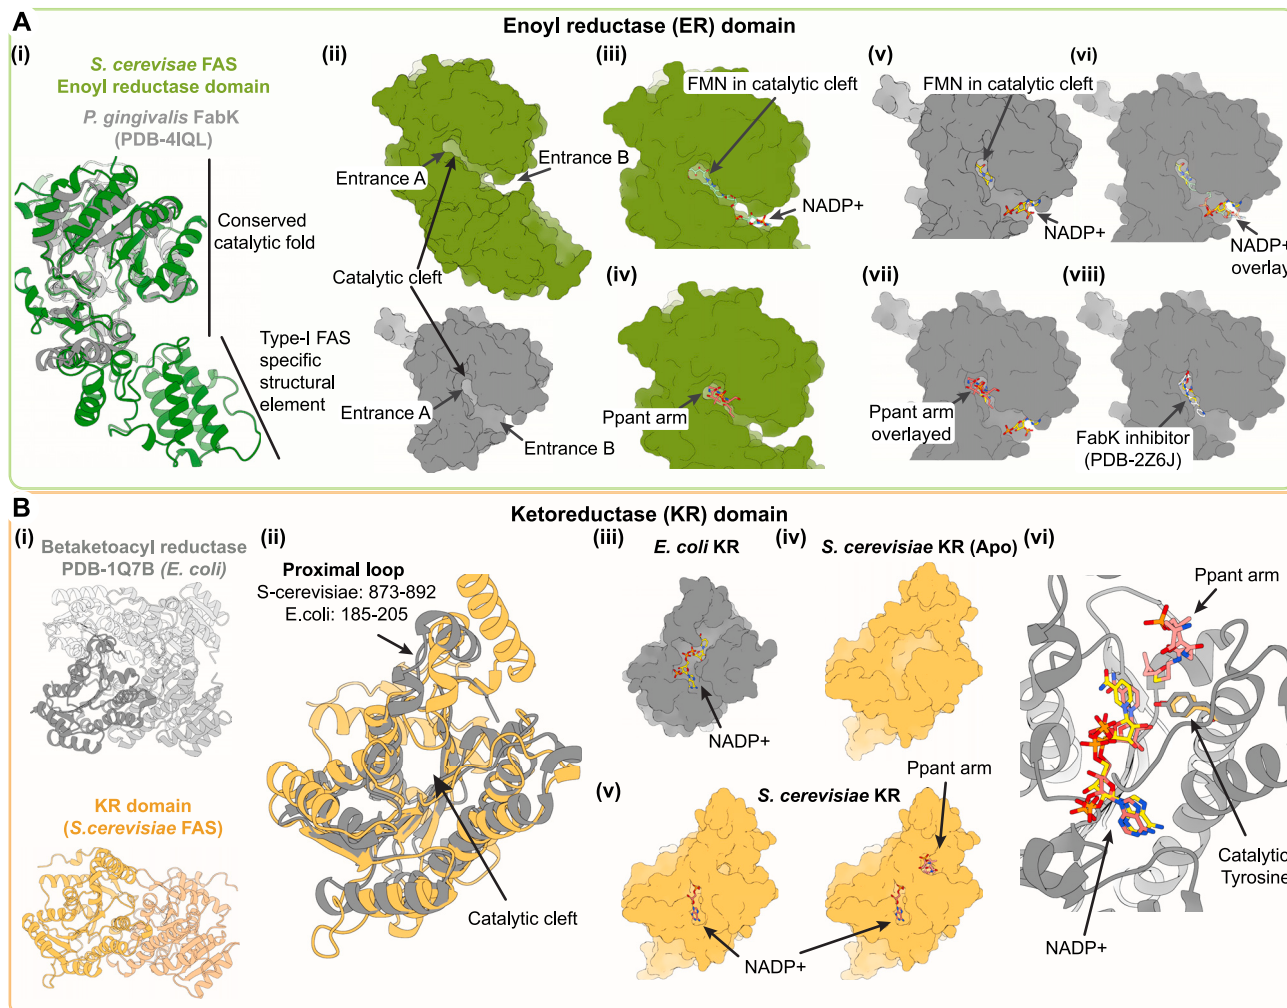 A
Enoyl reductase (ER) domain
(i)
S. cerevisae FAS
Enoyl reductase domain
P. gingivalis FabK
(PDB-4IQL)
Conserved
catalytic fold
Type-I FAS
specific
structural
element
(ii)
Entrance A
Entrance B
Catalytic cleft
Entrance A
Entrance B
(iii)
FMN in catalytic cleft
NADP+
(iv)
Ppant arm
(v)
FMN in catalytic cleft
NADP+
(vi)
NADP+
overlay
(vii)
Ppant arm
overlayed
(viii)
FabK inhibitor
(PDB-2Z6J)
B
Ketoreductase (KR) domain
(i)
Betaketoacyl reductase
PDB-1Q7B (E. coli)
KR domain
(S.cerevisiae FAS)
(ii)
Proximal loop
S-cerevisiae: 873-892
E.coli: 185-205
Catalytic cleft
(iii)
E. coli KR
NADP+
(iv)
S. cerevisiae KR (Apo)
(v)
S. cerevisiae KR
Ppant arm
NADP+
(vi)
Ppant arm
Catalytic
Tyrosine
NADP+